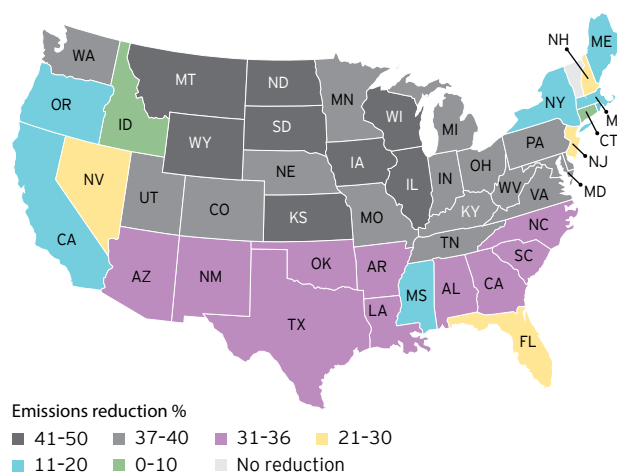 NH
ME
WA
MT
ND
MN
OR
ID
WY
SD
WI
MI
NY
M
CT
NV
UT
CO
NE
IA
IL
IN
OH
PA
NJ
MD
WV
VA
KS
MO
KY
CA
AZ
NM
OK
AR
TN
NC
SC
TX
LA
MS
AL
CA
FL
Emissions reduction %
41-50 37-40 31-36 21-30
11-20 0-10 No reduction